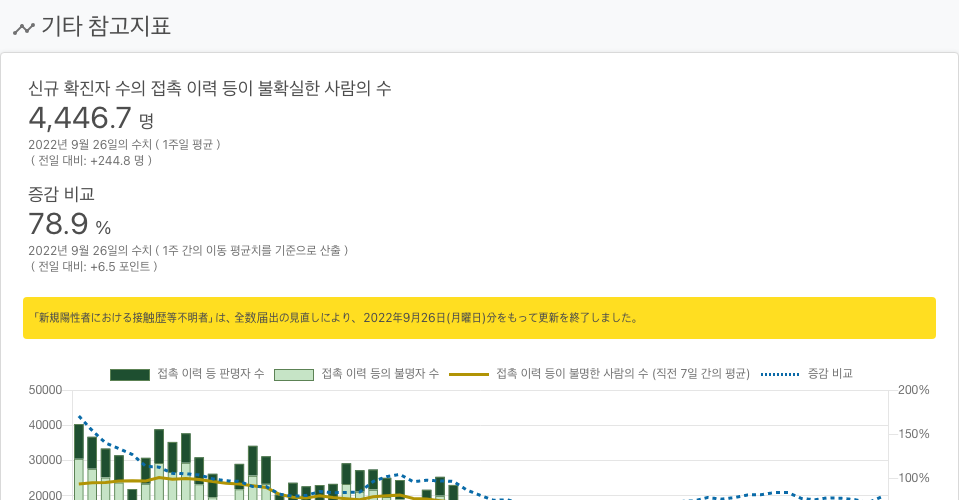 기타 참고지표
신규 확진자 수의 접촉 이력 등이 불확실한 사람의 수
4,446.7 명
2022년 9월 26일의 수치 ( 1주일 평균 )
( 전일 대비: +244.8 명 )
증감 비교
78.9 %
2022년 9월 26일의 수치 ( 1주 간의 이동 평균치를 기준으로 산출 )
( 전일 대비: +6.5 포인트 )
「新規陽性者における接触歴等不明者」は、全数届出の見直しにより、2022年9月26日(月曜日)分をもって更新を終了しました。
접촉 이력 등 판명자 수 접촉 이력 등의 불명자 수 접촉 이력 등이 불명한 사람의 수 (직전 7일 간의 평균) 증감 비교
50000 200%
40000
150%
30000
100%
20000